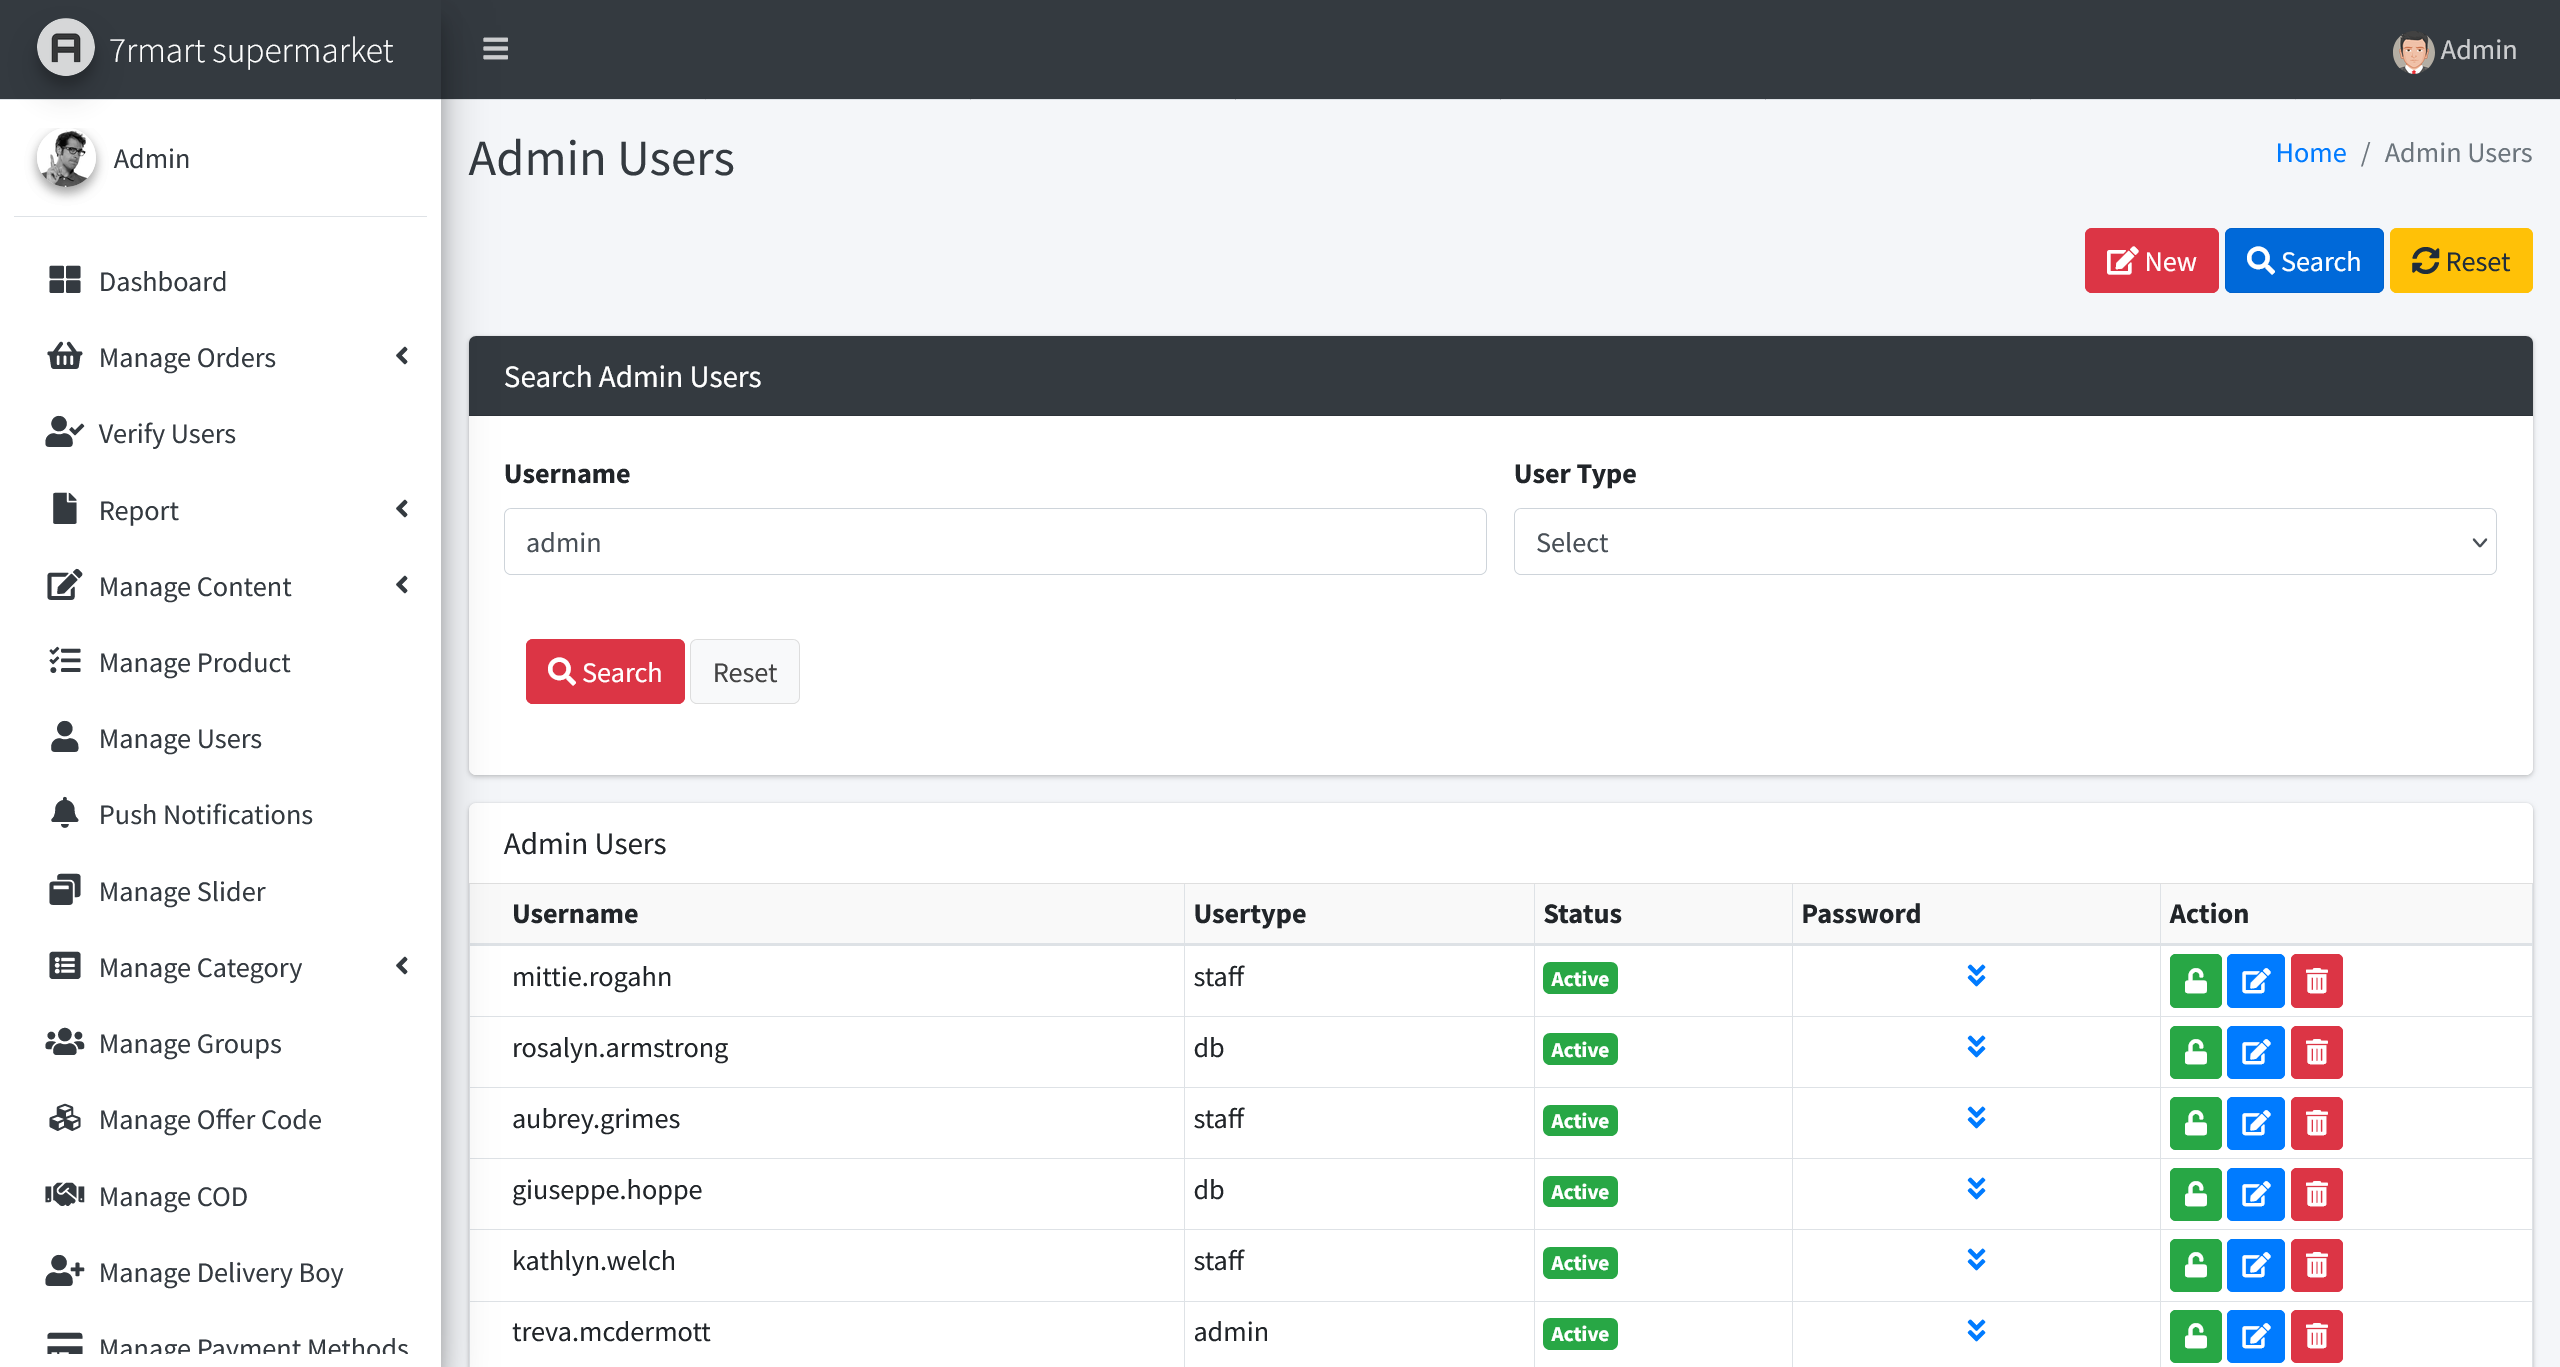 7rmart supermarket
Admin
Admin
Dashboard
Manage Orders
Verify Users
Report
Manage Content
Manage Product
Manage Users
Push Notifications
Manage Slider
Manage Category
Manage Groups
Manage Offer Code
Manage COD
Manage Delivery Boy
Manage Payment Methods
Admin Users
Home / Admin Users
New Search Reset
Search Admin Users
Username User Type
admin Select
Search Reset
Admin Users
Username Usertype Status Password Action
mittie.rogahn staff Active
rosalyn.armstrong db Active
aubrey.grimes staff Active
giuseppe.hoppe db Active
kathlyn.welch staff Active
treva.mcdermott admin Active